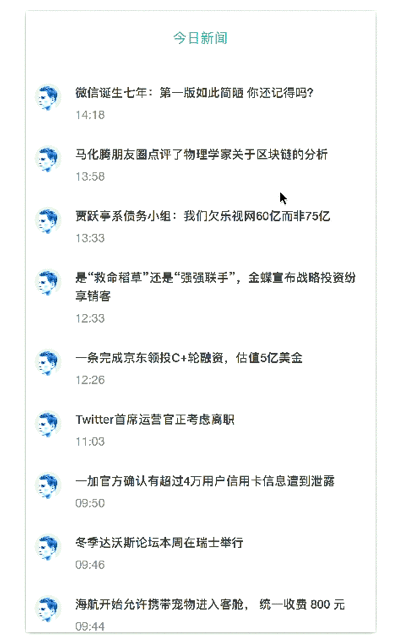 今日新闻
微信诞生七年：第一版如此简陋 你还记得吗?
14:18
马化腾朋友圈点评了物理学家关于区块链的分析
13:58
贾跃亭系债务小组：我们欠乐视网60亿而非75亿
13:33
是“救命稻草”还是“强强联手”，金蝶宣布战略投资纷
享销客
12:33
一条完成京东领投C+轮融资，估值5亿美金
12:26
Twitter首席运营官正考虑离职
11:03
一加官方确认有超过4万用户信用卡信息遭到泄露
09:50
冬季达沃斯论坛本周在瑞士举行
09:46
海航开始允许携带宠物进入客舱， 统一收费 800 元
09:44